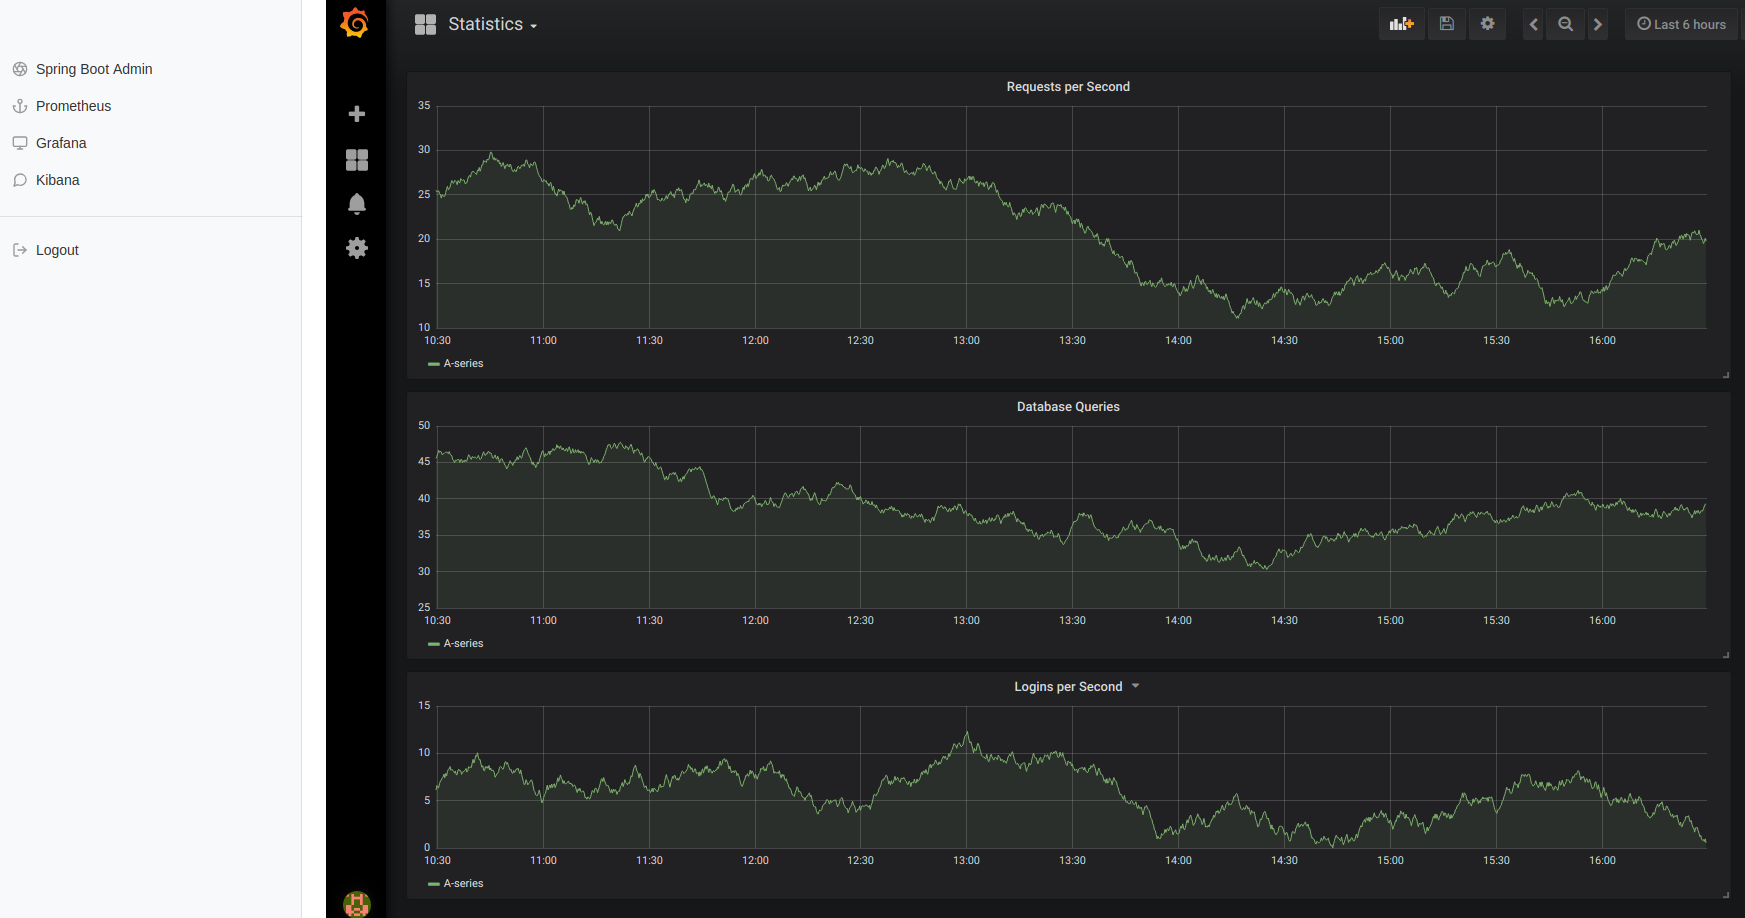 Spring Boot Admin
Prometheus
Grafana
Kibana
Logout
Statistics
Last 6 hours
Requests per Second
35
30
25
20
15
10
10:30 11:00 11:30 12:00 12:30 13:00 13:30 14:00 14:30 15:00 15:30 16:00
A-series
Database Queries
50
45
40
35
30
25
10:30 11:00 11:30 12:00 12:30 13:00 13:30 14:00 14:30 15:00 15:30 16:00
A-series
Logins per Second
15
10
5
0
10:30 11:00 11:30 12:00 12:30 13:00 13:30 14:00 14:30 15:00 15:30 16:00
A-series